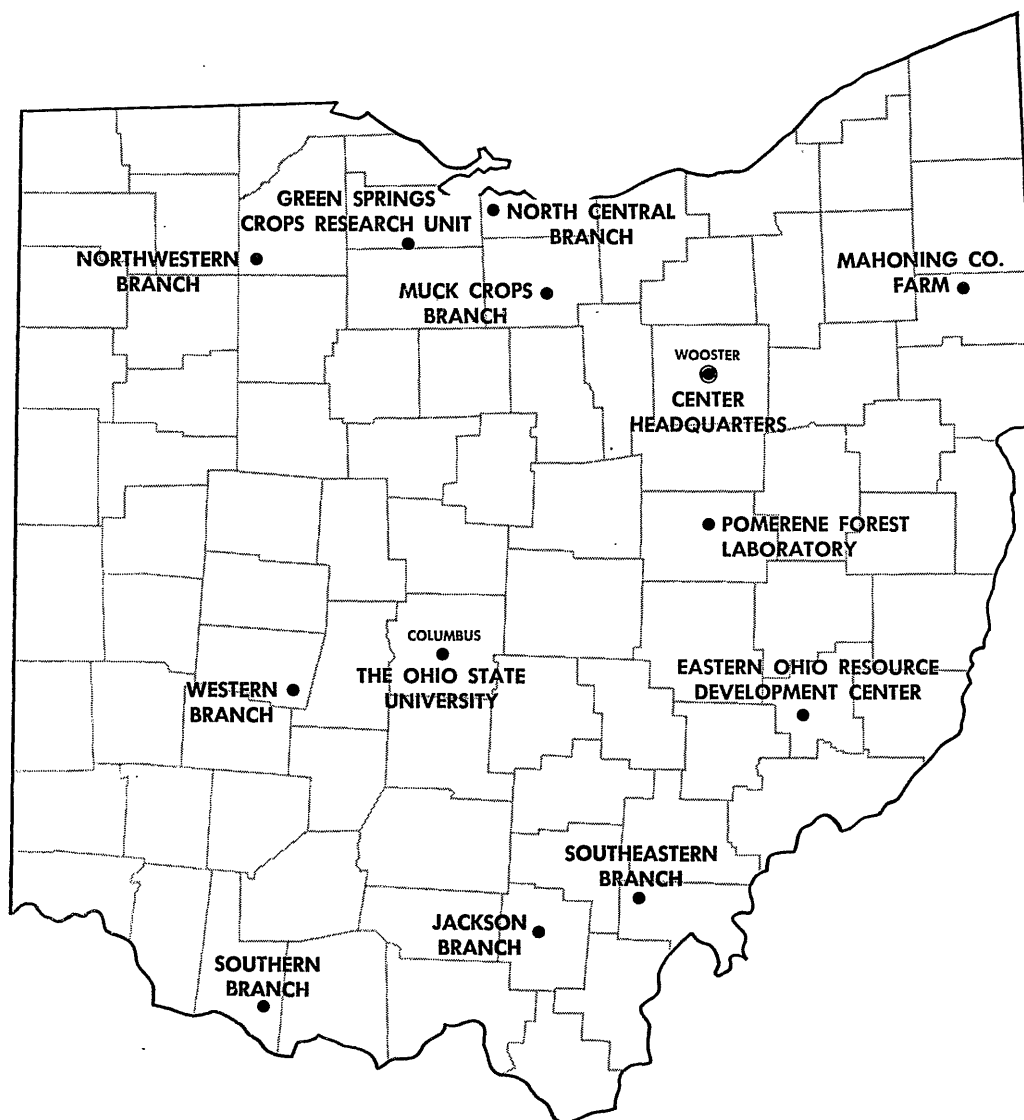 GREEN SPRINGS
CROPS RESEARCH UNIT
NORTH CENTRAL
BRANCH
NORTHWESTERN
BRANCH
MAHONING CO.
FARM
MUCK CROPS
BRANCH
WOOSTER
CENTER
HEADQUARTERS
POMERENE FOREST
LABORATORY
COLUMBUS
THE OHIO STATE
UNIVERSITY
EASTERN OHIO RESOURCE
DEVELOPMENT CENTER
WESTERN
BRANCH
SOUTHEASTERN
BRANCH
JACKSON
BRANCH
SOUTHERN
BRANCH